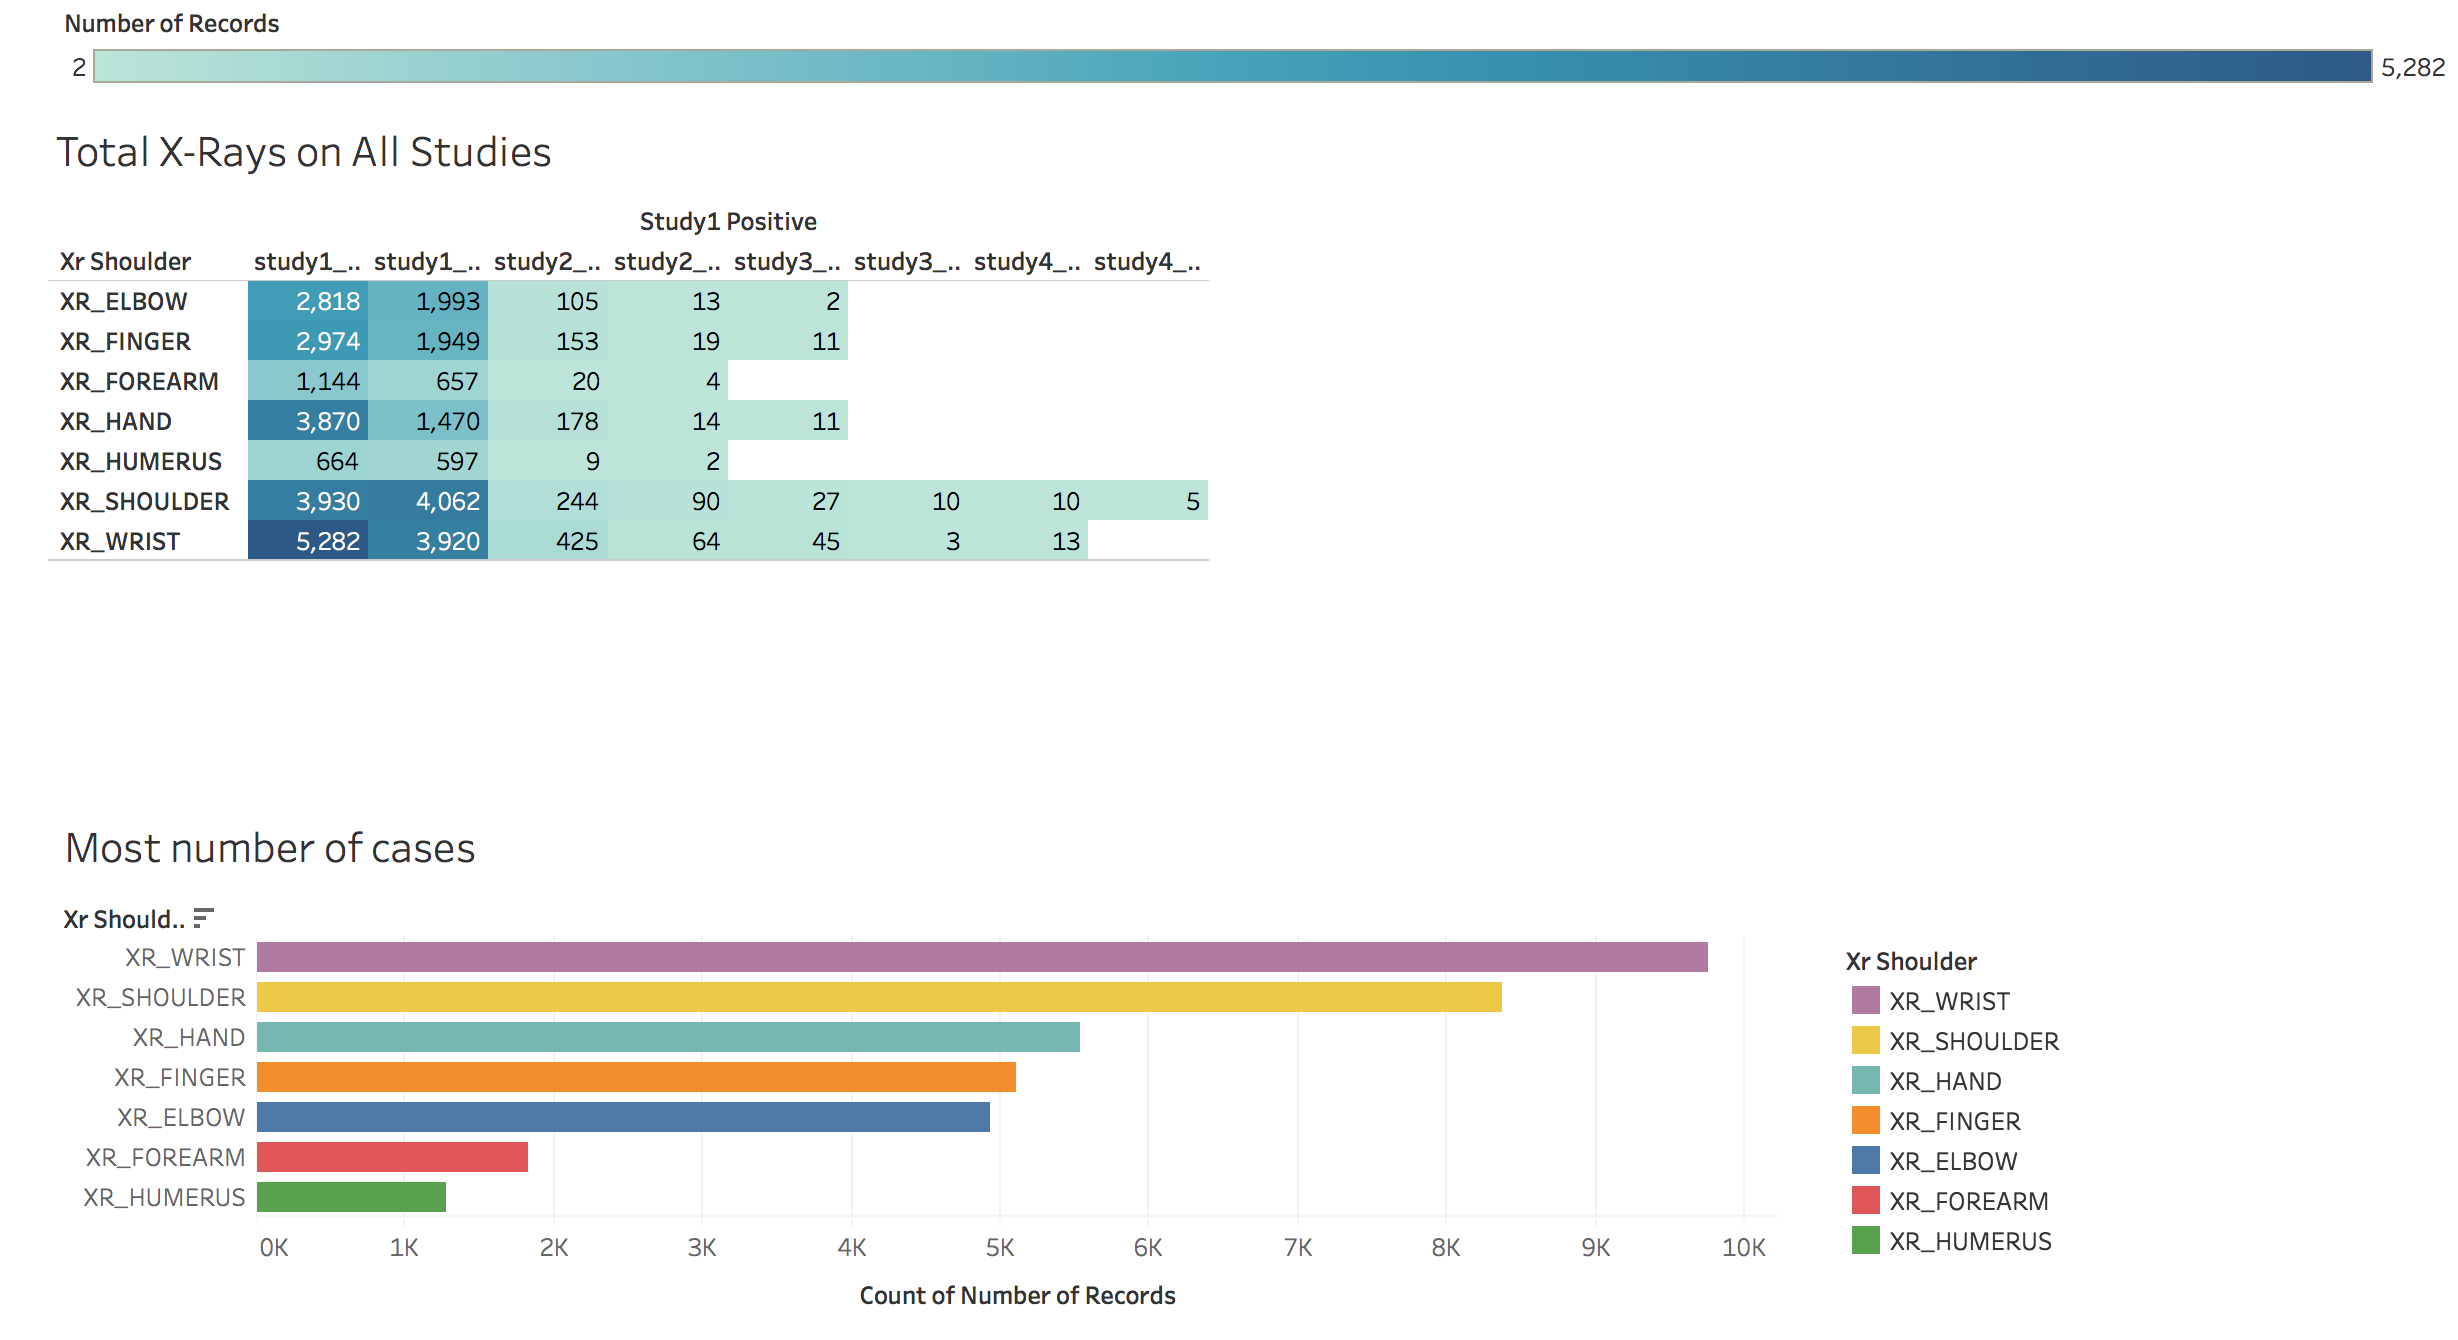 Number of Records
2 5,282
Total X-Rays on All Studies
Study1 Positive
Xr Shoulder study1_.. study1_.. study2_.. study2_.. study3_.. study3_.. study4_.. study4_..
XR_ELBOW 2,818 1,993 105 13 2
XR_FINGER 2,974 1,949 153 19 11
XR_FOREARM 1,144 657 20 4
XR_HAND 3,870 1,470 178 14 11
XR_HUMERUS 664 597 9 2
XR_SHOULDER 3,930 4,062 244 90 27 10 10 5
XR_WRIST 5,282 3,920 425 64 45 3 13
Most number of cases
Xr Should..
XR_WRIST
XR_SHOULDER
XR_HAND
XR_FINGER
XR_ELBOW
XR_FOREARM
XR_HUMERUS
0K 1K 2K 3K 4K 5K 6K 7K 8K 9K 10K
Count of Number of Records
Xr Shoulder
XR_WRIST
XR_SHOULDER
XR_HAND
XR_FINGER
XR_ELBOW
XR_FOREARM
XR_HUMERUS